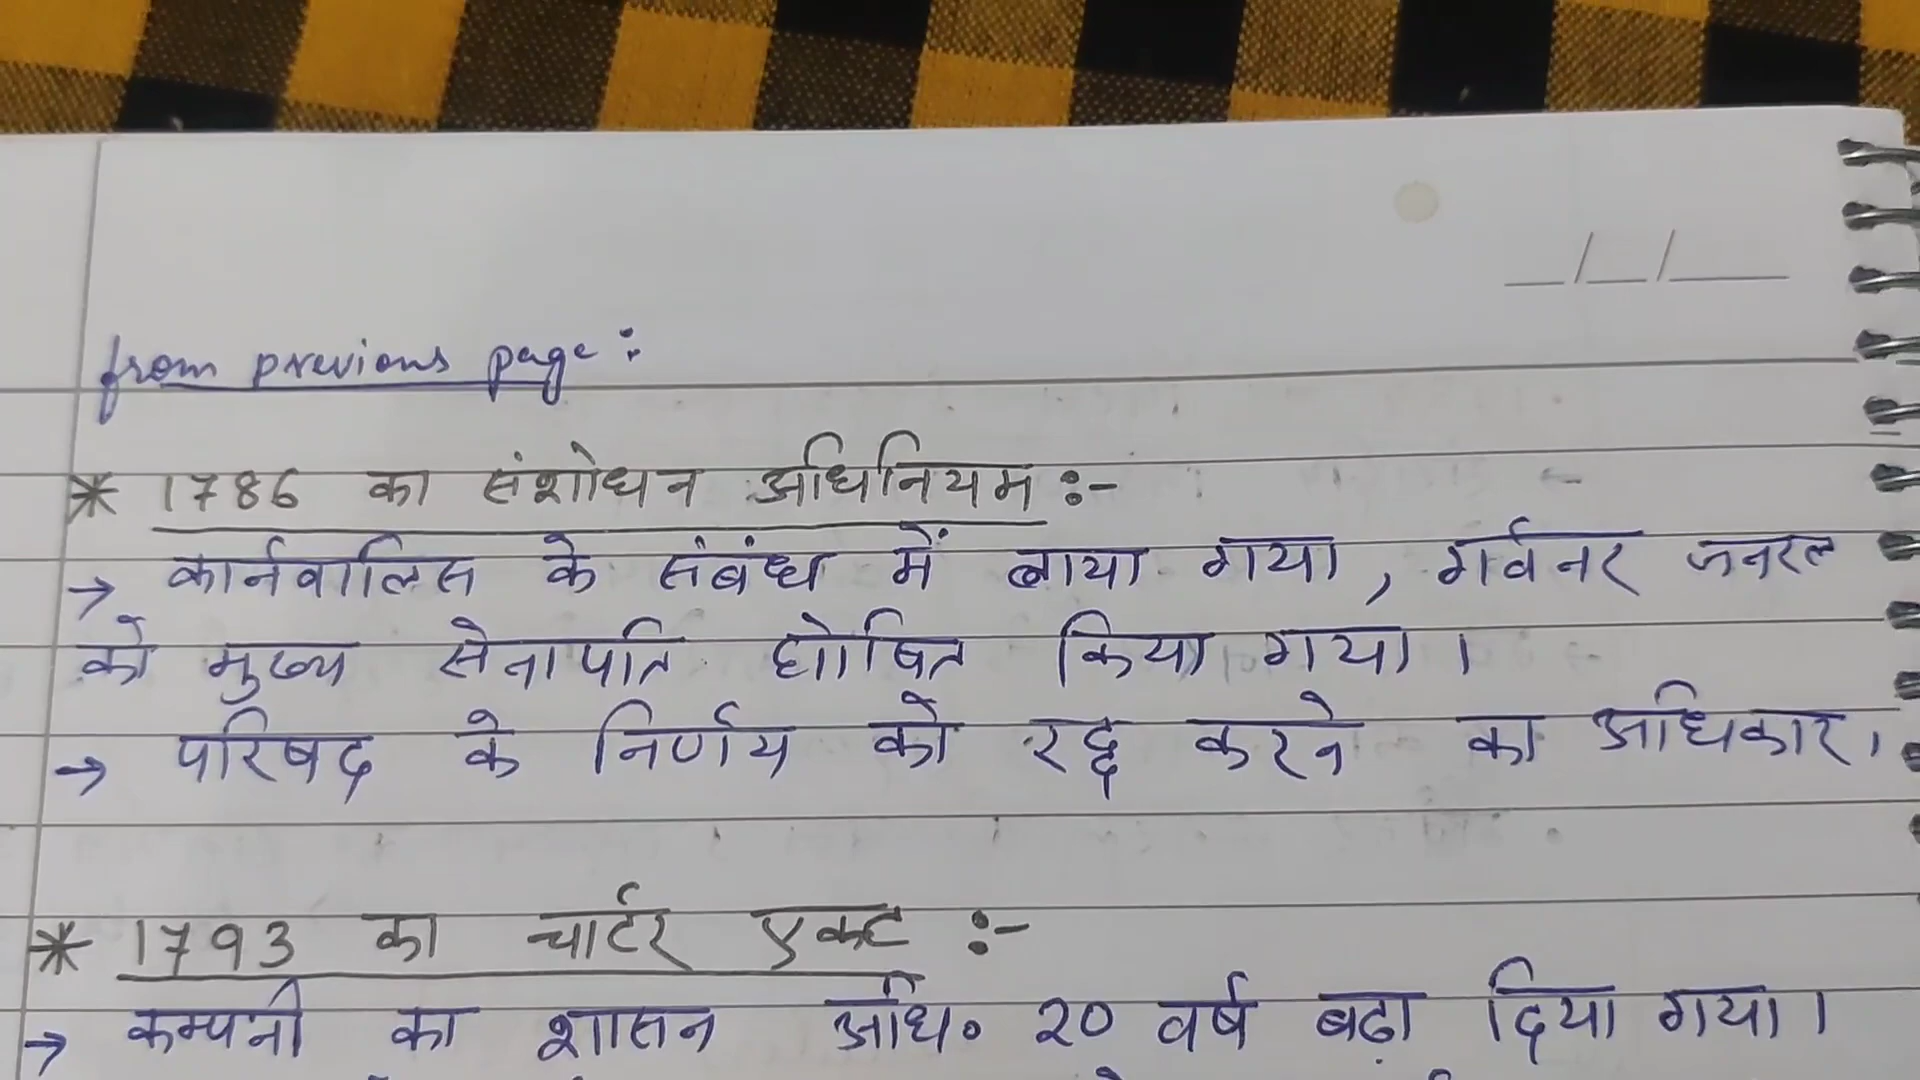 from previous page :
* 1786 का संशोधन अधिनियम :-
→ कार्नवालिस के संबंध में लाया गया, गर्वनर जनरल
को मुख्य सेनापति घोषित किया गया।
→ परिषद के निर्णय को रद्द करने का अधिकार।
* 1793 का चार्टर एक्ट :-
→ कम्पनी का शासन अधि० 20 वर्ष बढ़ा दिया गया।